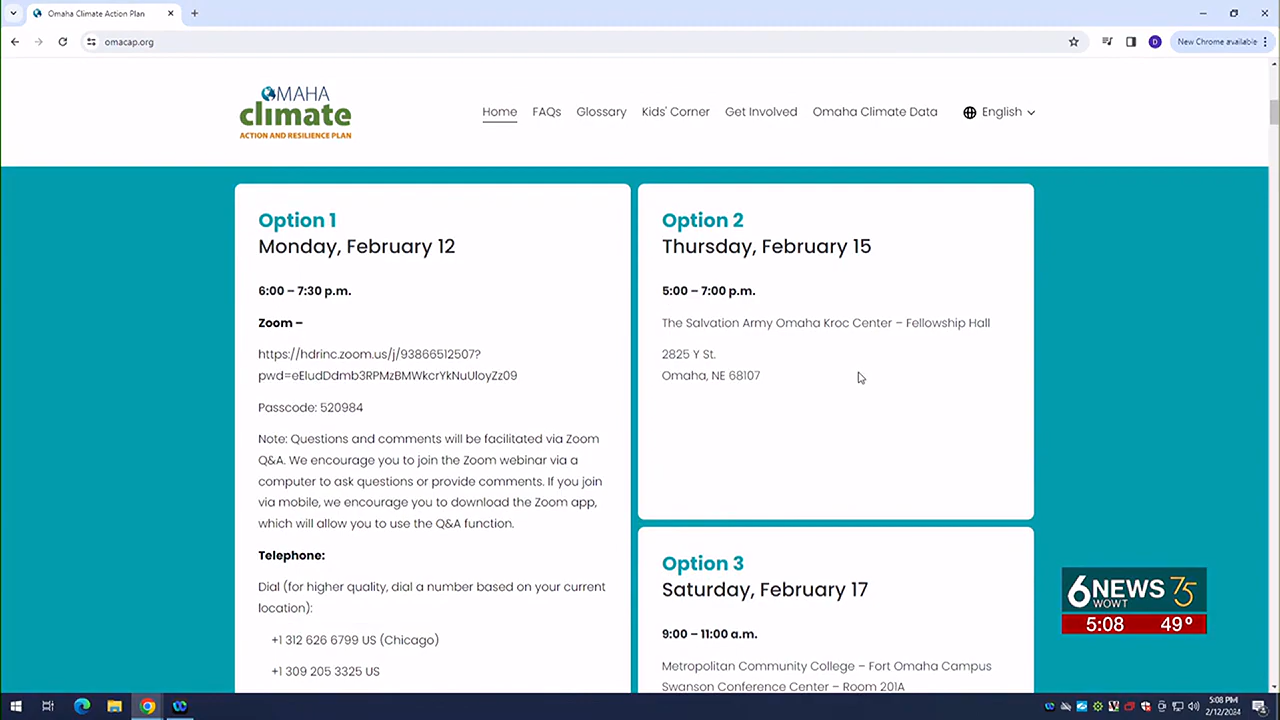 Omaha Climate Action Plan
omacap.org
New Chrome available
OMAHA
climate
ACTION AND RESILIENCE PLAN
Home FAQs Glossary Kids' Corner Get Involved Omaha Climate Data English
Option 1
Monday, February 12
6:00 – 7:30 p.m.
Zoom –
https://hdrinc.zoom.us/j/93866512507?
pwd=eEludDdmb3RPMzBMWkcrYkNuUloyZz09
Passcode: 520984
Note: Questions and comments will be facilitated via Zoom
Q&A. We encourage you to join the Zoom webinar via a
computer to ask questions or provide comments. If you join
via mobile, we encourage you to download the Zoom app,
which will allow you to use the Q&A function.
Telephone:
Dial (for higher quality, dial a number based on your current
location):
+1 312 626 6799 US (Chicago)
+1 309 205 3325 US
Option 2
Thursday, February 15
5:00 – 7:00 p.m.
The Salvation Army Omaha Kroc Center – Fellowship Hall
2825 Y St.
Omaha, NE 68107
Option 3
Saturday, February 17
9:00 – 11:00 a.m.
Metropolitan Community College – Fort Omaha Campus
Swanson Conference Center – Room 201A
6 NEWS 75
WOWT
5:08 49°
5:08 PM
2/12/2024